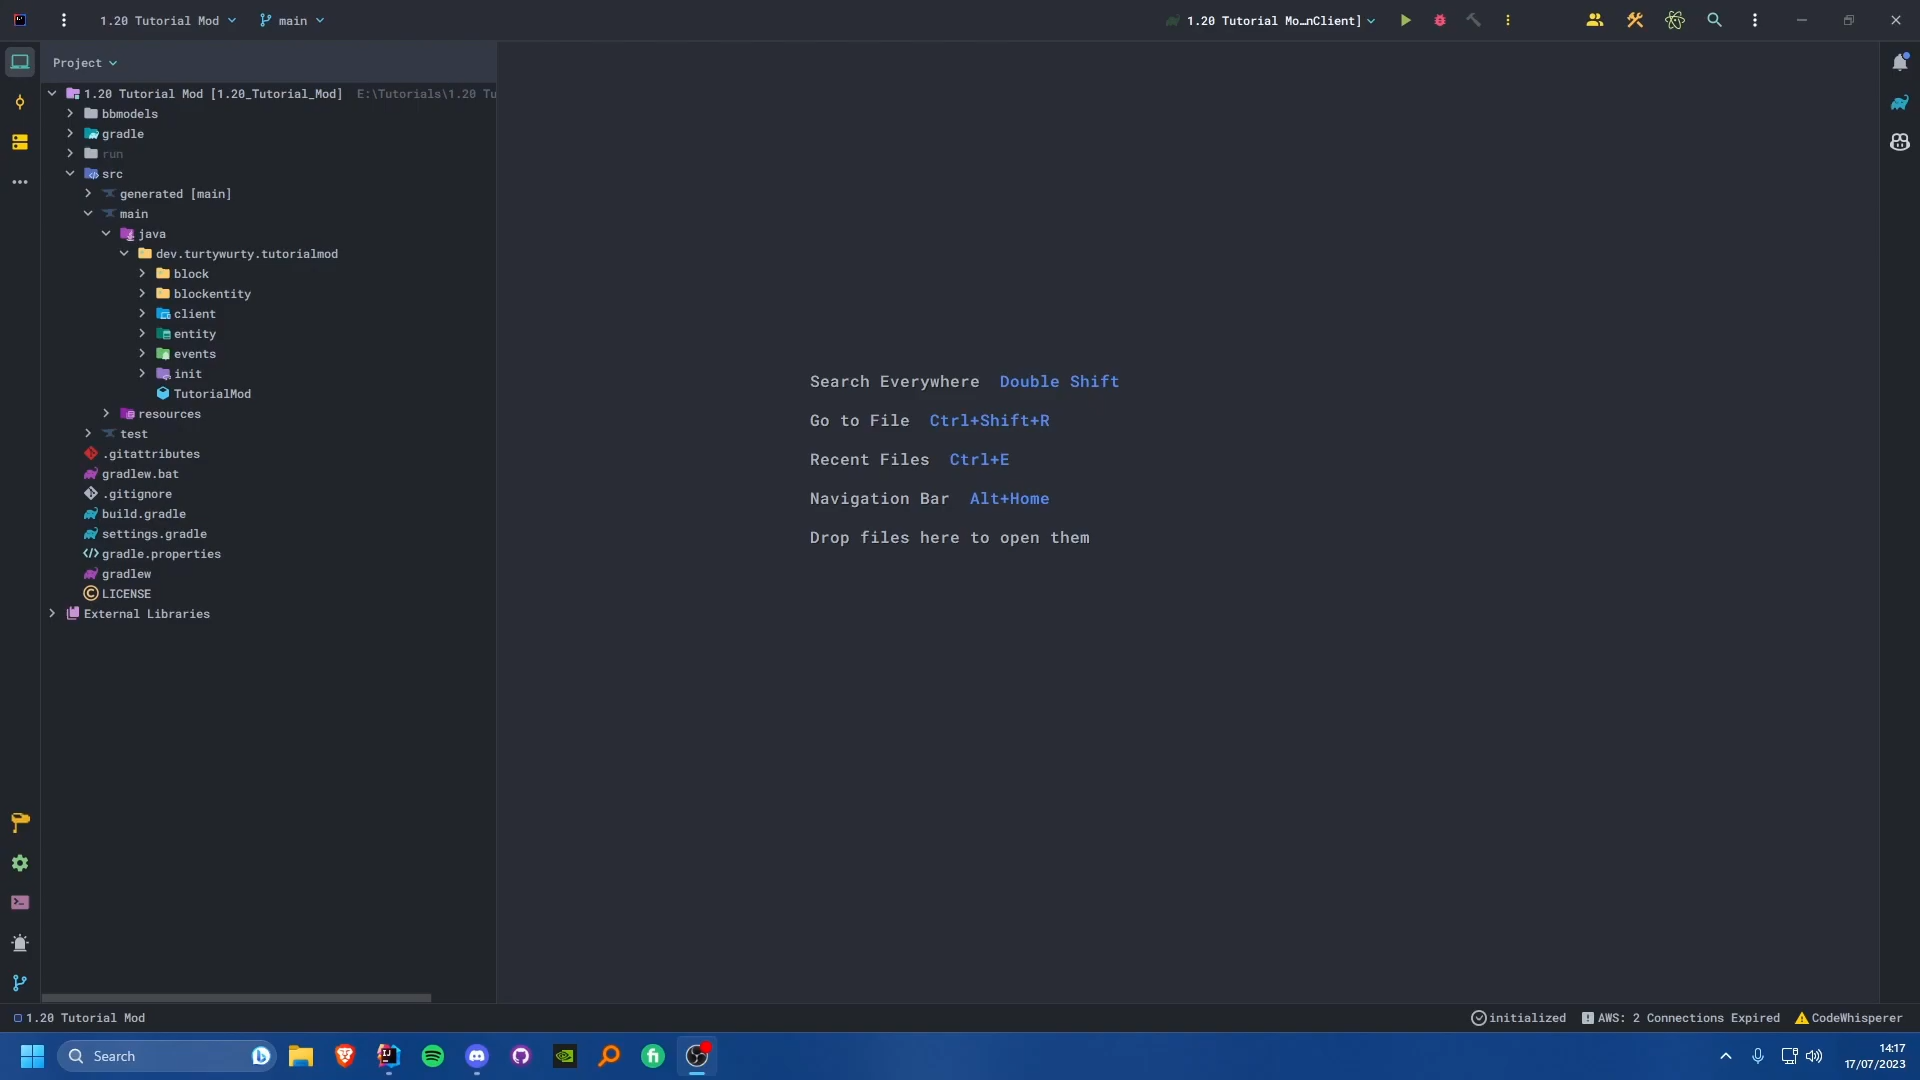 1.20 Tutorial Mod
main
1.20 Tutorial Mo…nClient]
Project
1.20 Tutorial Mod [1.20_Tutorial_Mod] E:\Tutorials\1.20 Tu
bbmodels
gradle
run
src
generated [main]
main
java
dev.turtywurty.tutorialmod
block
blockentity
client
entity
events
init
TutorialMod
resources
test
.gitattributes
gradlew.bat
.gitignore
build.gradle
settings.gradle
gradle.properties
gradlew
LICENSE
External Libraries
Search Everywhere Double Shift
Go to File Ctrl+Shift+R
Recent Files Ctrl+E
Navigation Bar Alt+Home
Drop files here to open them
1.20 Tutorial Mod
initialized
AWS: 2 Connections Expired
CodeWhisperer
Search
14:17
17/07/2023